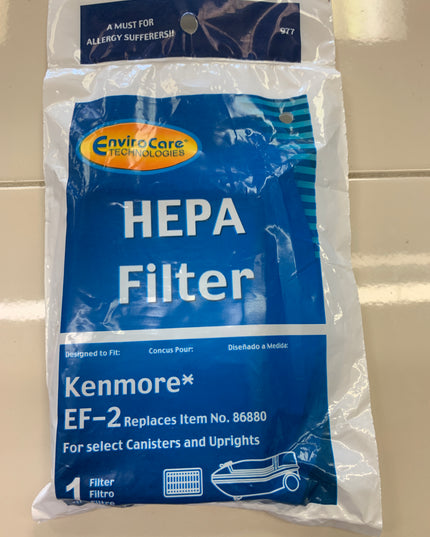 A MUST FOR
ALLERGY SUFFERERS!!
977
EnviroCare®
TECHNOLOGIES
HEPA
Filter
Designed to Fit: Concus Pour: Diseñado a Medida:
Kenmore*
EF-2 Replaces Item No. 86880
For select Canisters and Uprights
1 Filter
Filtro
Filtre